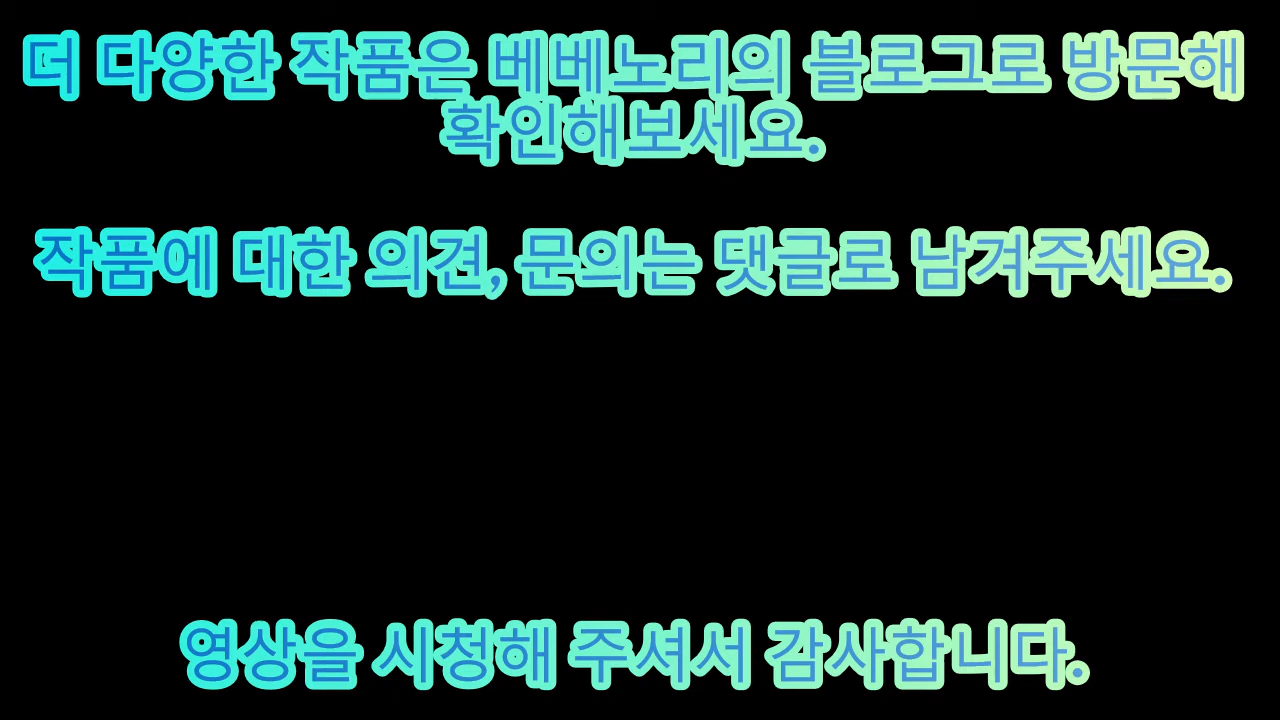 더 다양한 작품은 베베노리의 블로그로 방문해
확인해보세요.
작품에 대한 의견, 문의는 댓글로 남겨주세요.
영상을 시청해 주셔서 감사합니다.